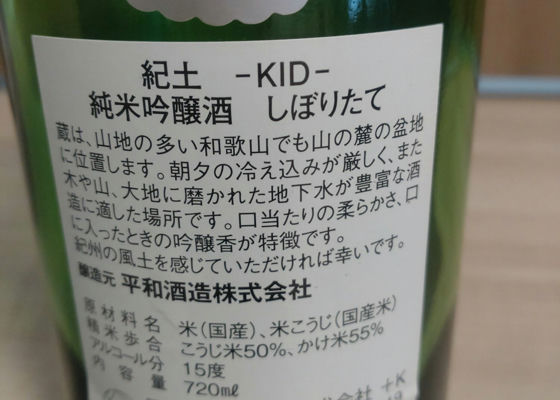 紀土 -KID-
純米吟醸酒 しぼりたて
蔵は、山地の多い和歌山でも山の麓の盆地
に位置します。朝夕の冷え込みが厳しく、また
木や山、大地に磨かれた地下水が豊富な酒
造に適した場所です。口当たりの柔らかさ、口
に入ったときの吟醸香が特徴です。
紀州の風土を感じていただければ幸いです。
醸造元 平和酒造株式会社
原材料名 米(国産)、米こうじ(国産米)
精米歩合 こうじ米50%、かけ米55%
アルコール分 15度
内容量 720ml